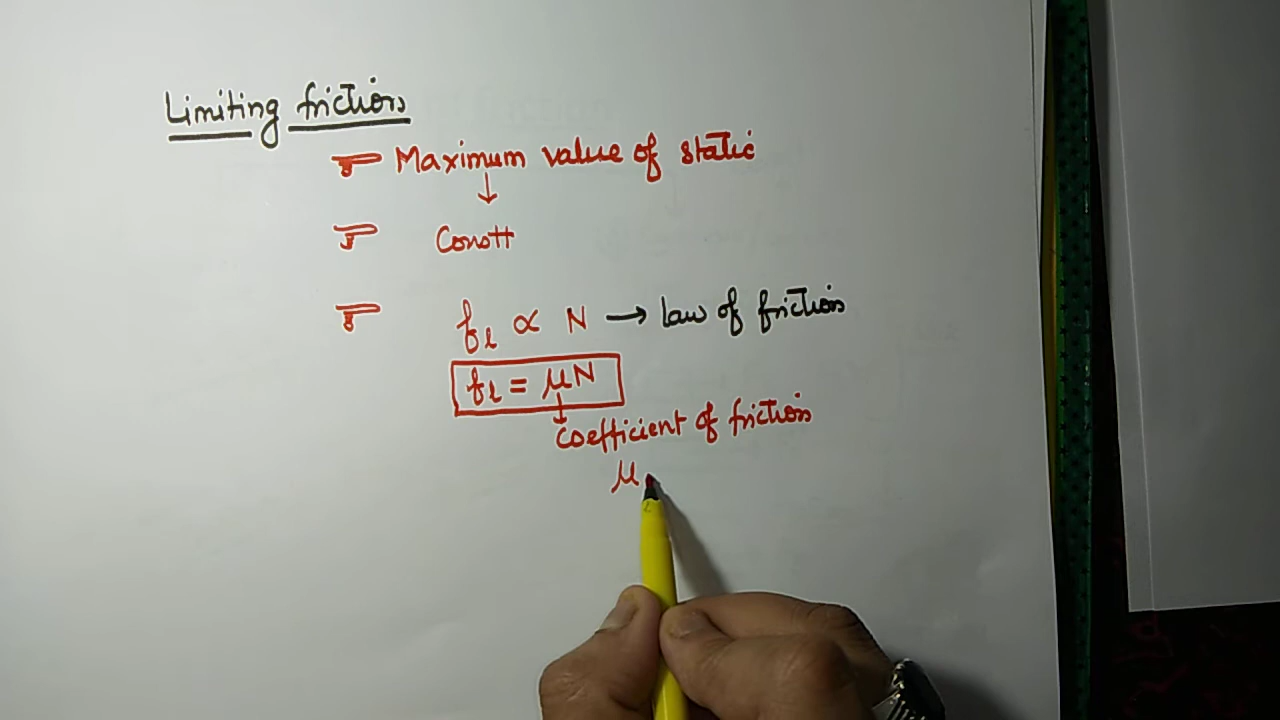 Limiting friction
Maximum value of static
↓
Constt
fl ∝ N → law of friction
fl = μN
↓
Coefficient of friction
μ